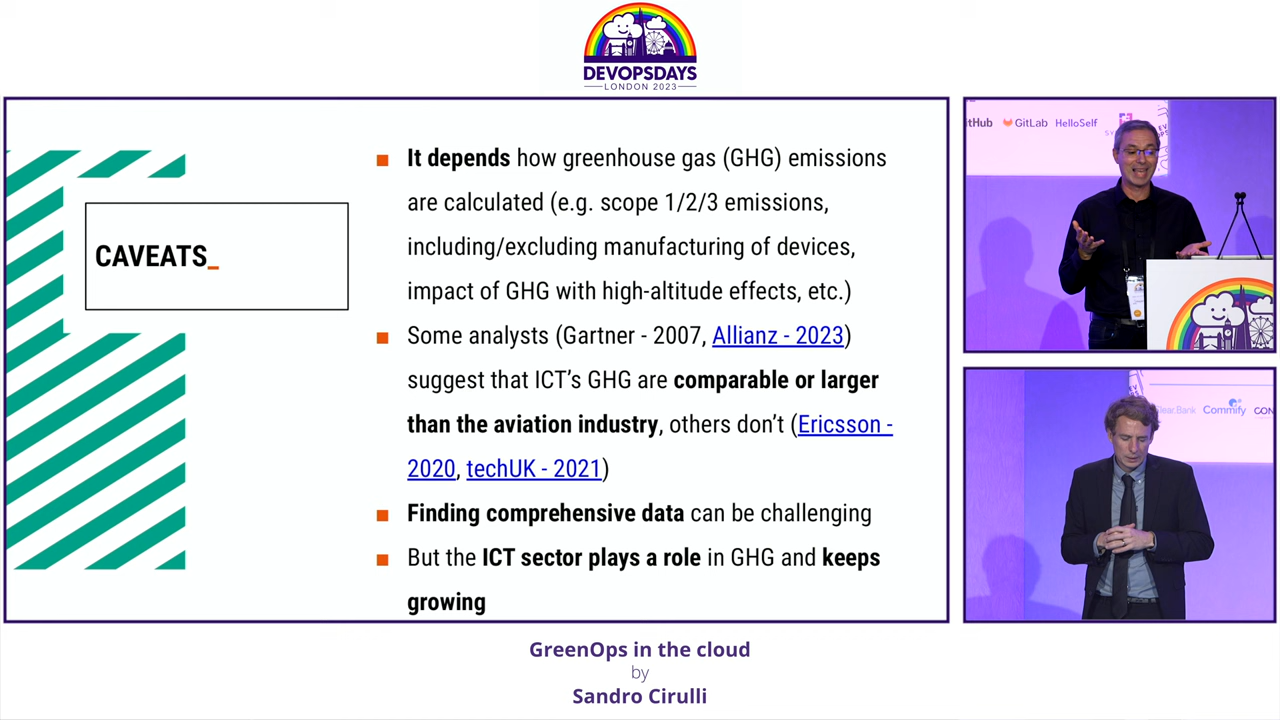 DEVOPSDAYS
LONDON 2023
CAVEATS_
It depends how greenhouse gas (GHG) emissions
are calculated (e.g. scope 1/2/3 emissions,
including/excluding manufacturing of devices,
impact of GHG with high-altitude effects, etc.)
Some analysts (Gartner - 2007, Allianz - 2023)
suggest that ICT’s GHG are comparable or larger
than the aviation industry, others don’t (Ericsson -
2020, techUK - 2021)
Finding comprehensive data can be challenging
But the ICT sector plays a role in GHG and keeps
growing
GitLab HelloSelf
Commify
GreenOps in the cloud
by
Sandro Cirulli